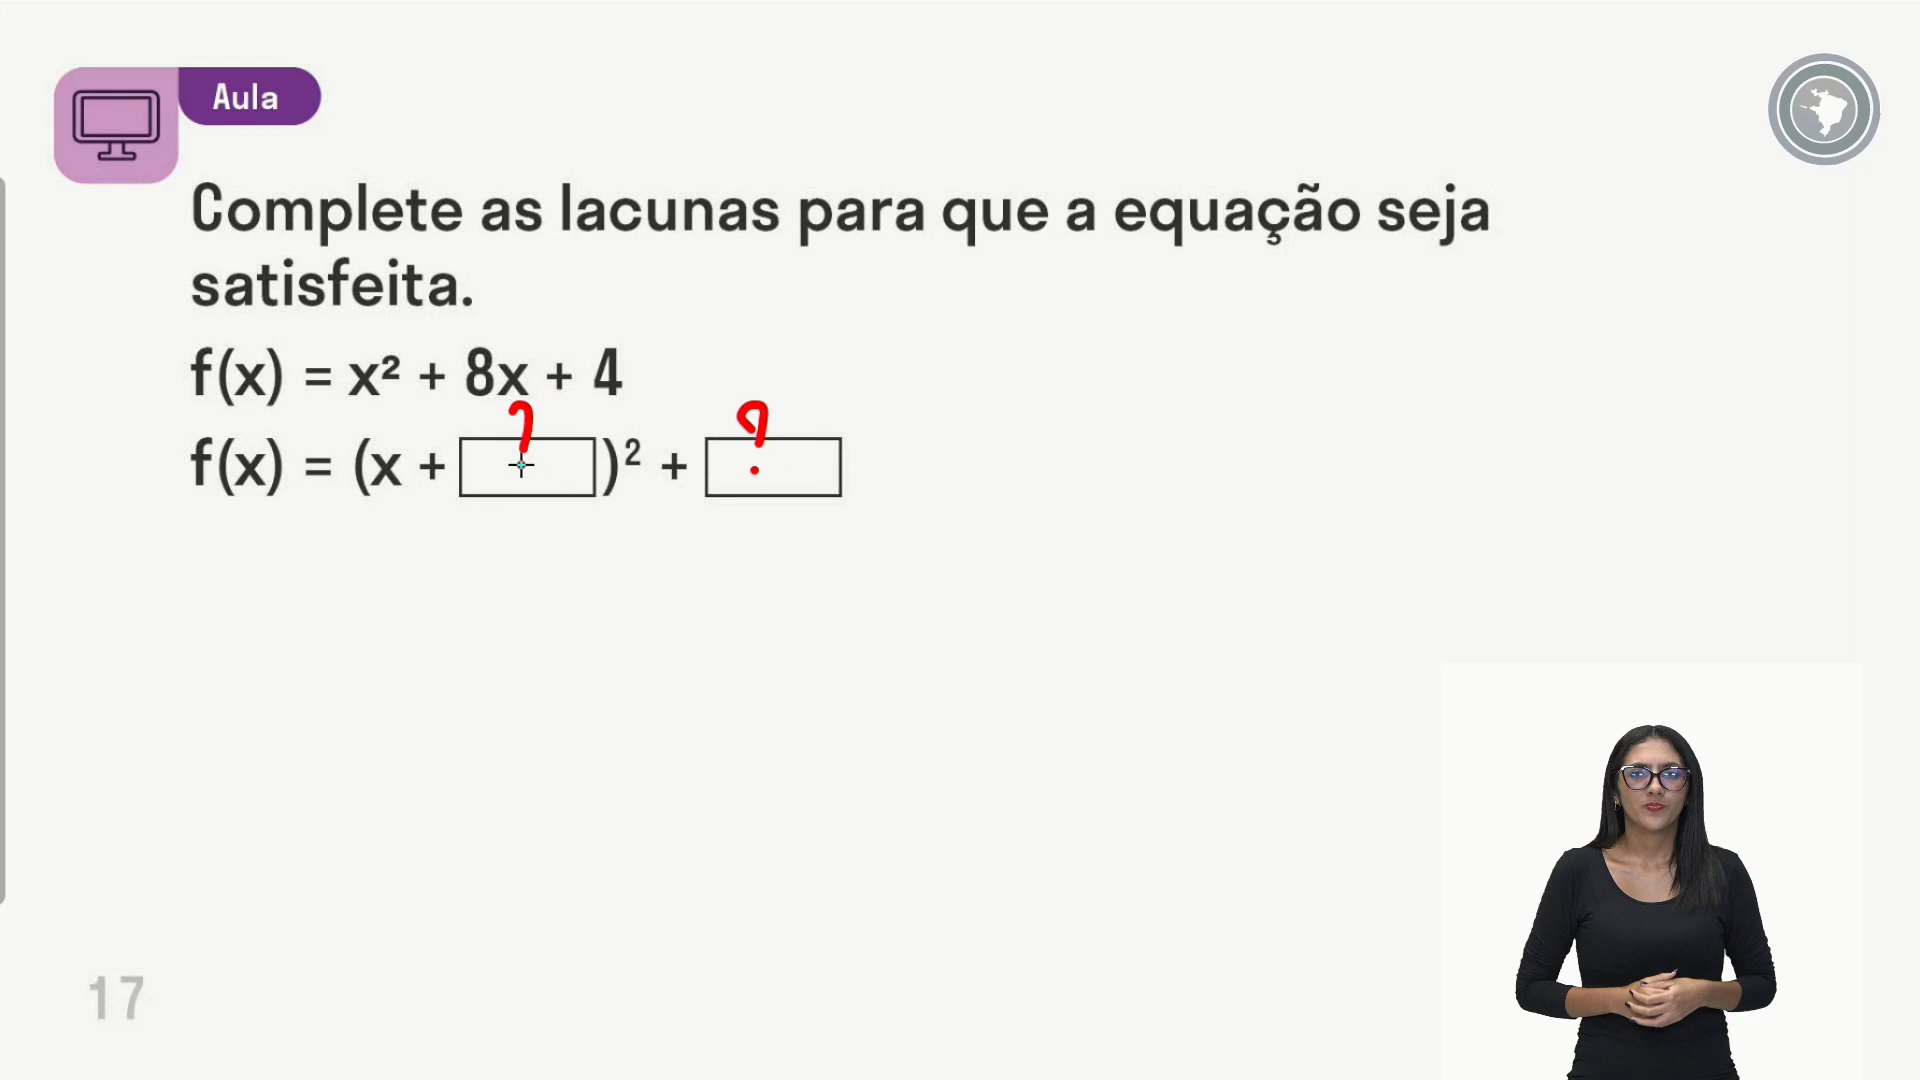 Aula
Complete as lacunas para que a equação seja
satisfeita.
f(x) = x² + 8x + 4
? ?
f(x) = (x + )² +
17